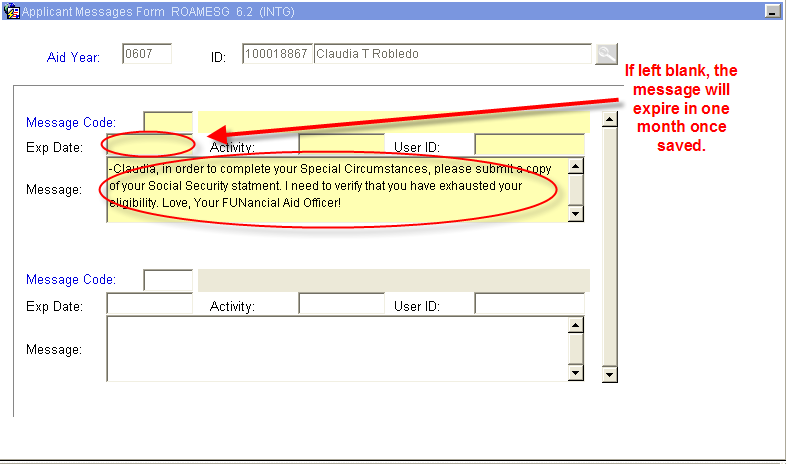 Applicant Messages Form ROAMESG 6.2 (INTG)
Aid Year: 0607 ID: 100018867 Claudia T Robledo
If left blank, the
message will
expire in one
month once
saved.
Message Code:
Exp Date: Activity: User ID:
Message:
-Claudia, in order to complete your Special Circumstances, please submit a copy
of your Social Security statment. I need to verify that you have exhausted your
eligibility. Love, Your FUNancial Aid Officer!
Message Code:
Exp Date: Activity: User ID:
Message: